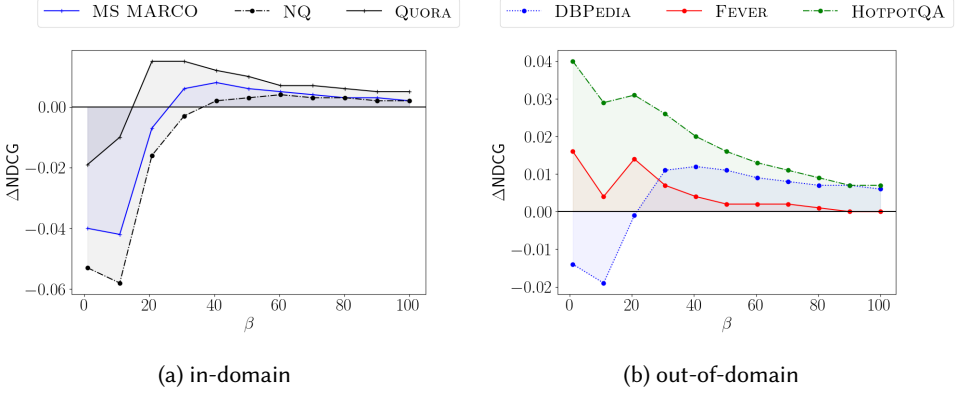 MS MARCO NQ QUORA
0.00
−0.02
−0.04
−0.06
ΔNDCG
0 20 40 60 80 100
β
(a) in-domain
DBPEDIA FEVER HOTPOTQA
0.04
0.03
0.02
0.01
0.00
−0.01
−0.02
ΔNDCG
0 20 40 60 80 100
β
(b) out-of-domain